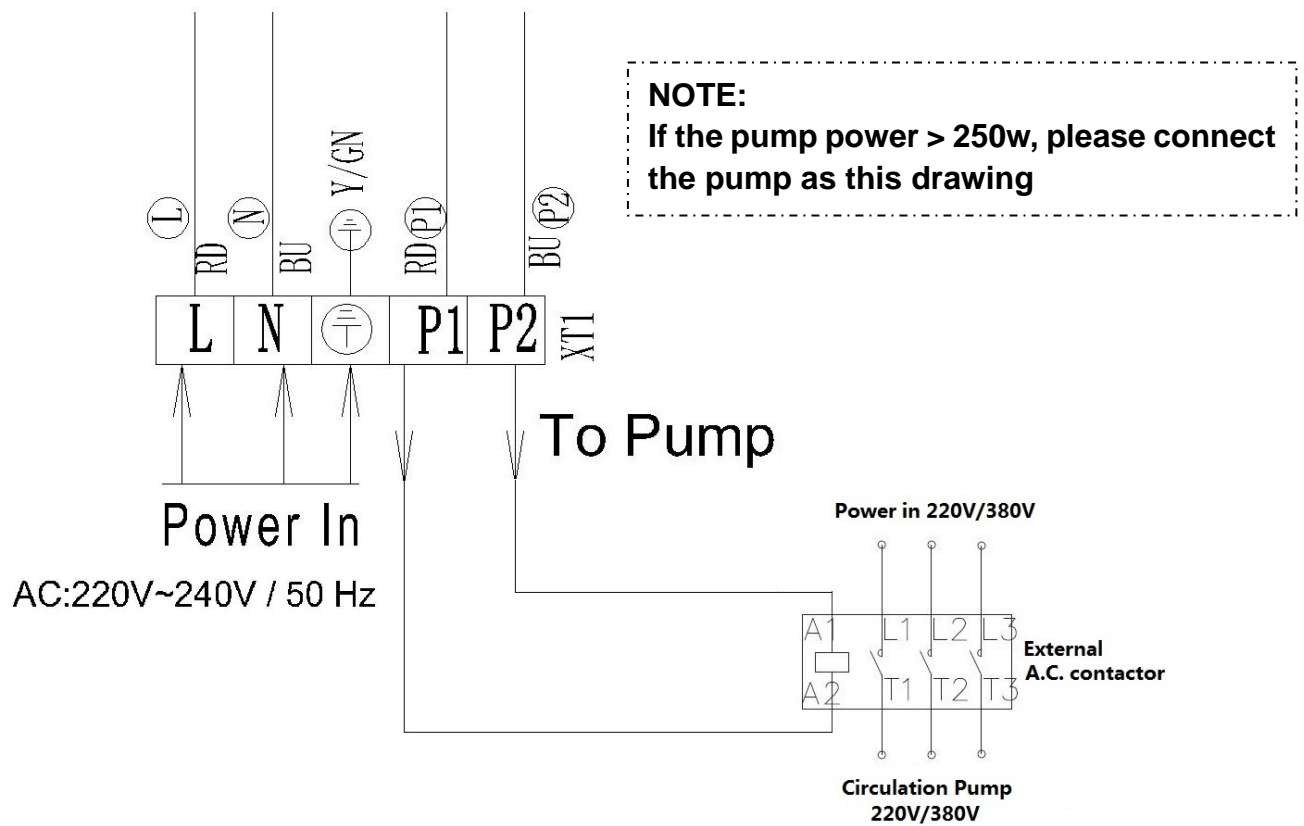 NOTE:
If the pump power > 250w, please connect
the pump as this drawing
L
N
Y/GN
P1
P2
RD
BU
RD
BU
L
N
P1
P2
XT1
To Pump
Power In
AC:220V~240V / 50 Hz
Power in 220V/380V
A1
L1
L2
L3
A2
T1
T2
T3
External
A.C. contactor
Circulation Pump
220V/380V